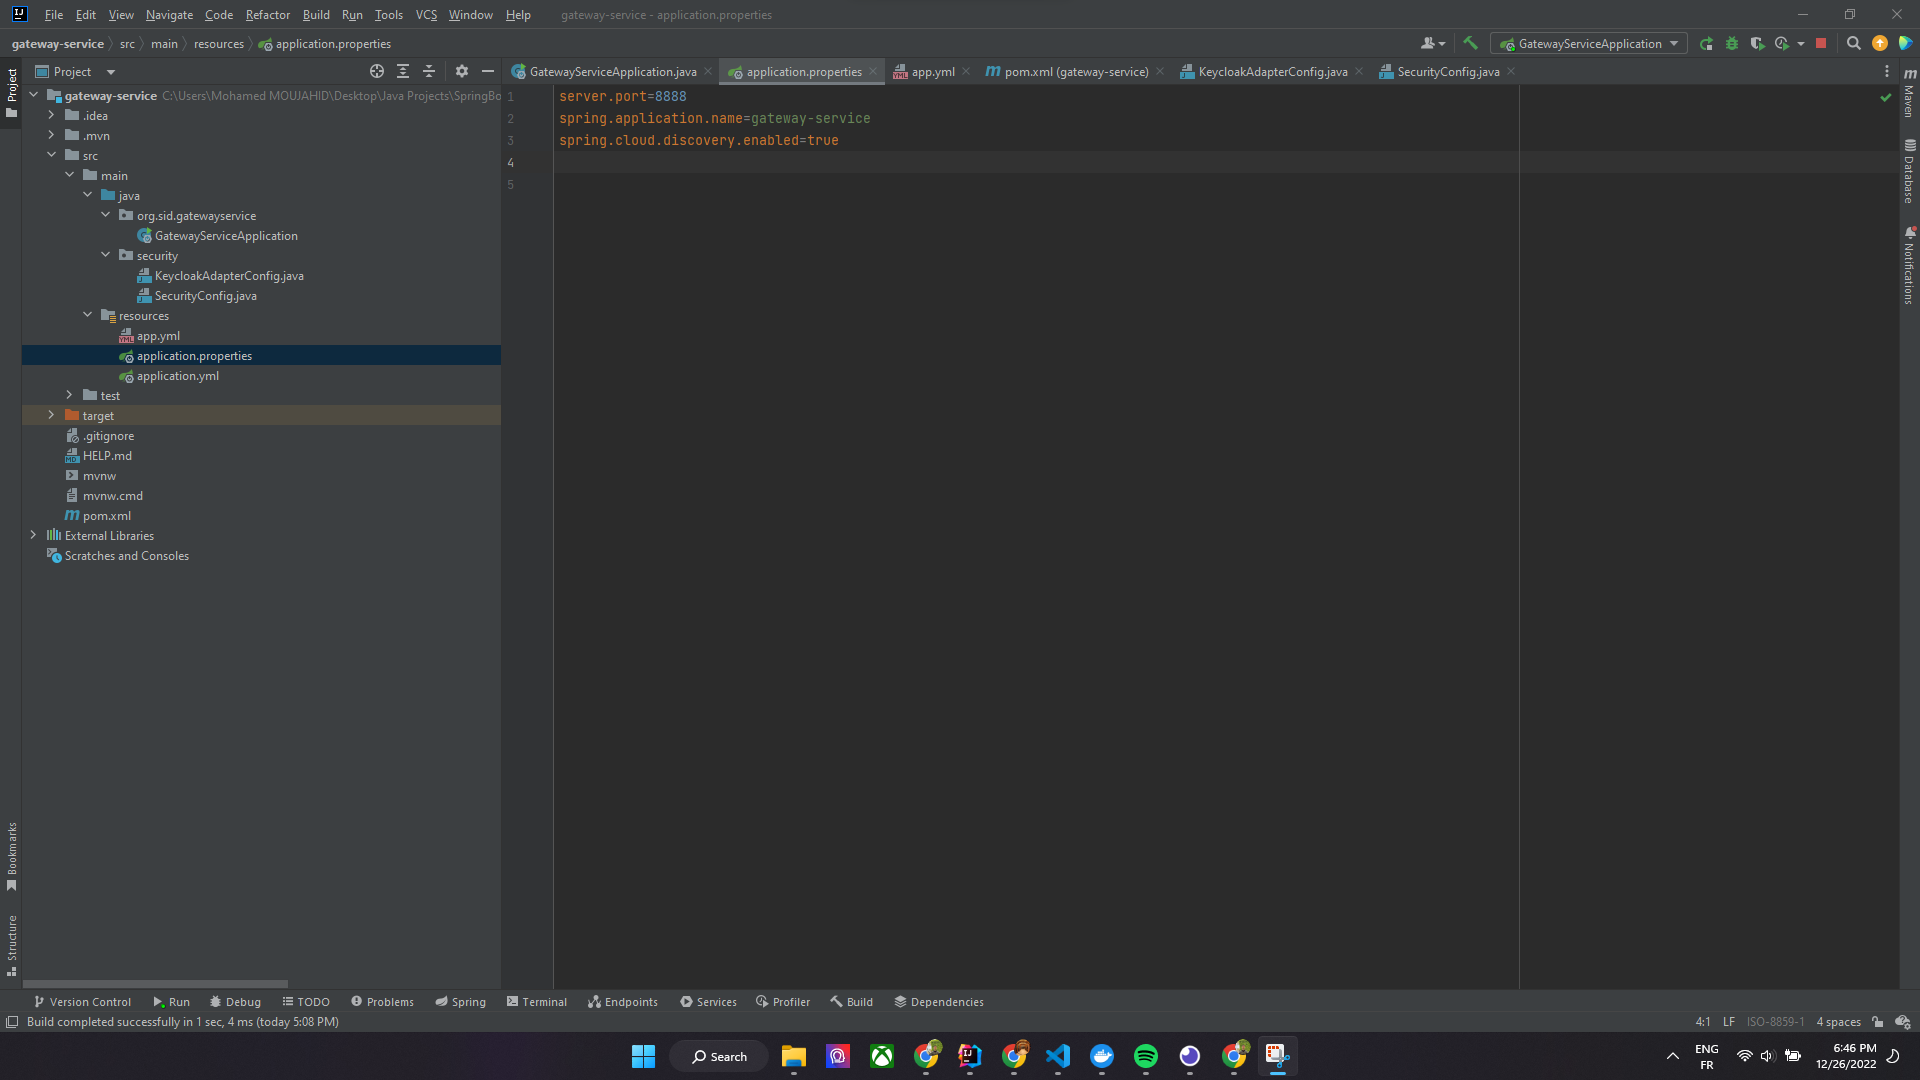 File Edit View Navigate Code Refactor Build Run Tools VCS Window Help gateway-service - application.properties
gateway-service src main resources application.properties
GatewayServiceApplication
Project
GatewayServiceApplication.java application.properties app.yml pom.xml (gateway-service) KeycloakAdapterConfig.java SecurityConfig.java
Project
gateway-service C:\Users\Mohamed MOUJAHID\Desktop\Java Projects\SpringBo
.idea
.mvn
src
main
java
org.sid.gatewayservice
GatewayServiceApplication
security
KeycloakAdapterConfig.java
SecurityConfig.java
resources
app.yml
application.properties
application.yml
test
target
.gitignore
HELP.md
mvnw
mvnw.cmd
pom.xml
External Libraries
Scratches and Consoles
1 server.port=8888
2 spring.application.name=gateway-service
3 spring.cloud.discovery.enabled=true
4
5
Maven
Database
Notifications
Bookmarks
Structure
Version Control Run Debug TODO Problems Spring Terminal Endpoints Services Profiler Build Dependencies
Build completed successfully in 1 sec, 4 ms (today 5:08 PM)
4:1 LF ISO-8859-1 4 spaces
Search
ENG
FR
6:46 PM
12/26/2022